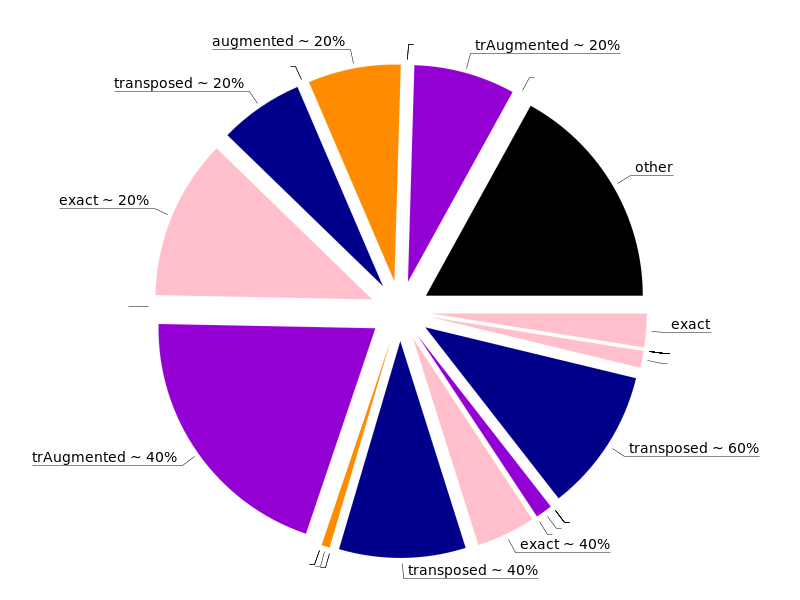 augmented ~ 20%
trAugmented ~ 20%
transposed ~ 20%
other
exact ~ 20%
exact
transposed ~ 60%
trAugmented ~ 40%
exact ~ 40%
transposed ~ 40%